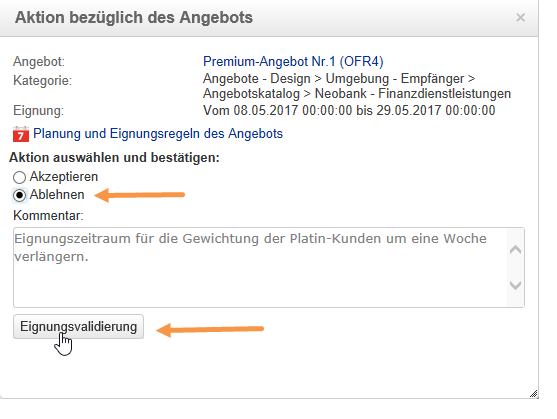 Aktion bezüglich des Angebots ×
Angebot: Premium-Angebot Nr.1 (OFR4)
Kategorie: Angebote - Design > Umgebung - Empfänger >
Angebotskatalog > Neobank - Finanzdienstleistungen
Eignung: Vom 08.05.2017 00:00:00 bis 29.05.2017 00:00:00
7 Planung und Eignungsregeln des Angebots
Aktion auswählen und bestätigen:
Akzeptieren
Ablehnen
Kommentar:
Eignungszeitraum für die Gewichtung der Platin-Kunden um eine Woche
verlängern.
Eignungsvalidierung